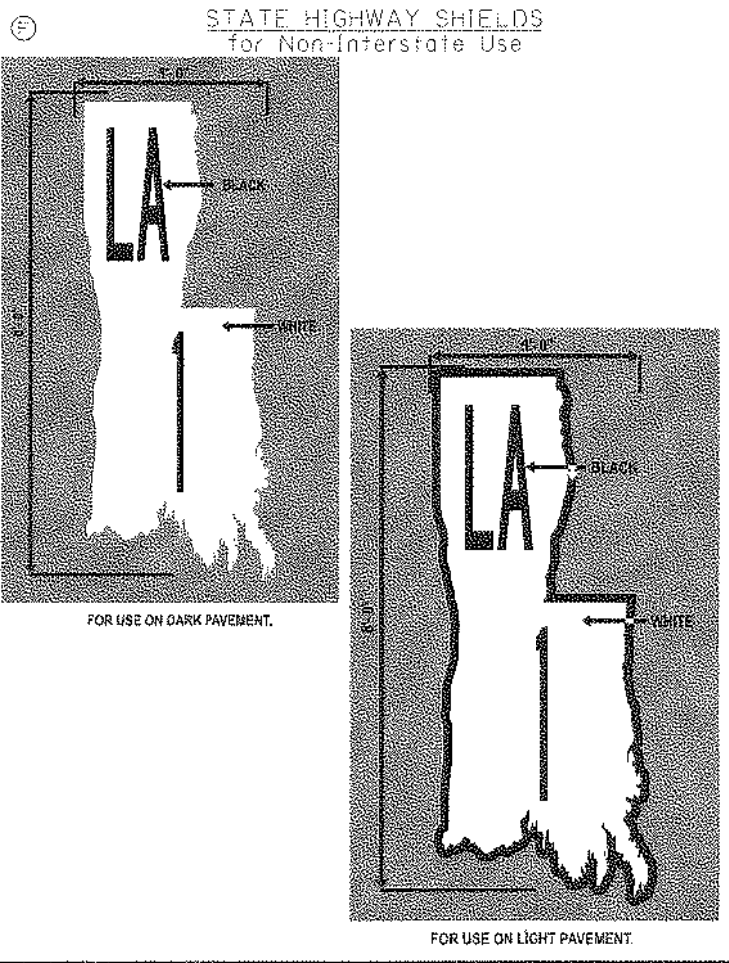 STATE HIGHWAY SHIELDS
for Non-Interstate Use
4'-0"
LA
BLACK
WHITE
1
FOR USE ON DARK PAVEMENT.
4'-0"
LA
BLACK
WHITE
1
FOR USE ON LIGHT PAVEMENT.